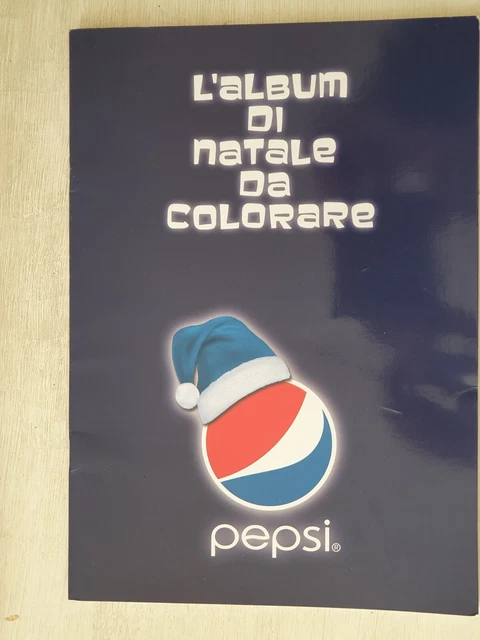 L'ALBUM
DI
NATALE
DA
COLORARE
pepsi®